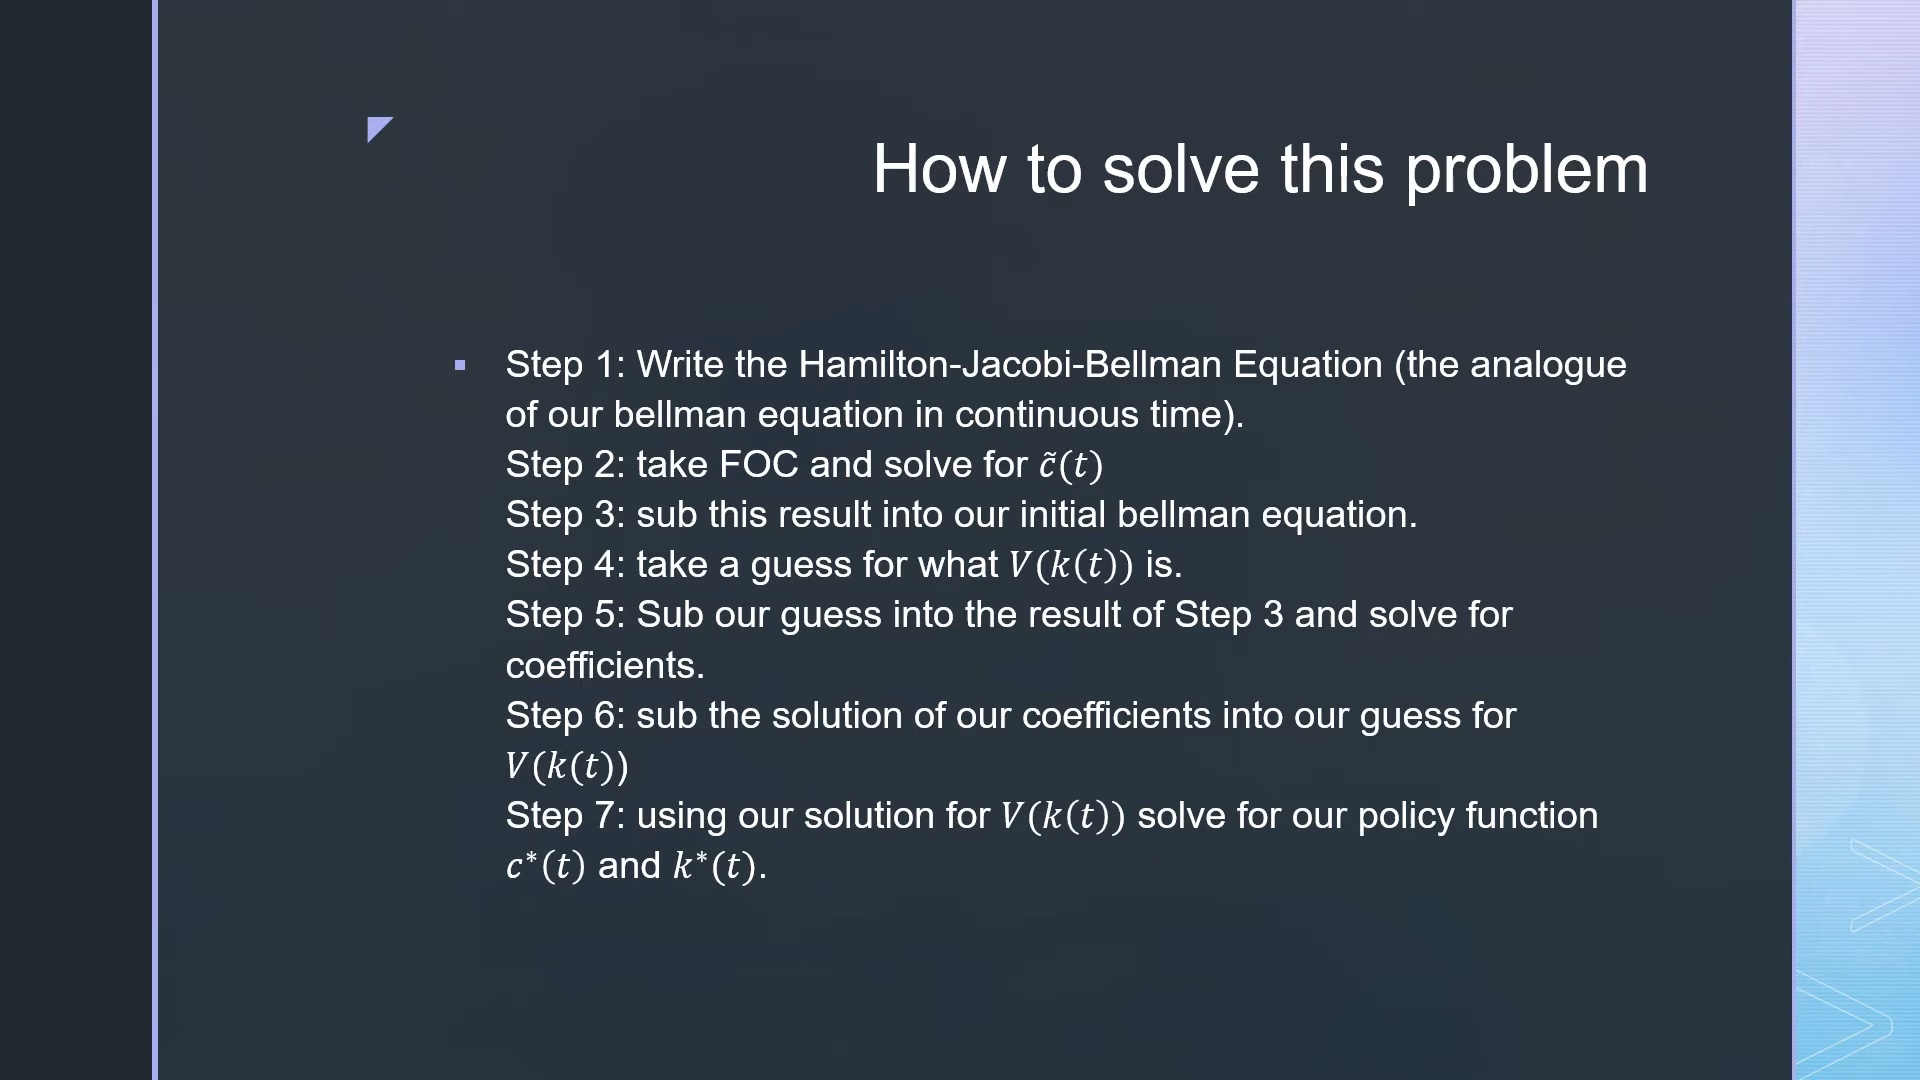 How to solve this problem
Step 1: Write the Hamilton-Jacobi-Bellman Equation (the analogue
of our bellman equation in continuous time).
Step 2: take FOC and solve for c̃(t)
Step 3: sub this result into our initial bellman equation.
Step 4: take a guess for what V(k(t)) is.
Step 5: Sub our guess into the result of Step 3 and solve for
coefficients.
Step 6: sub the solution of our coefficients into our guess for
V(k(t))
Step 7: using our solution for V(k(t)) solve for our policy function
c*(t) and k*(t).